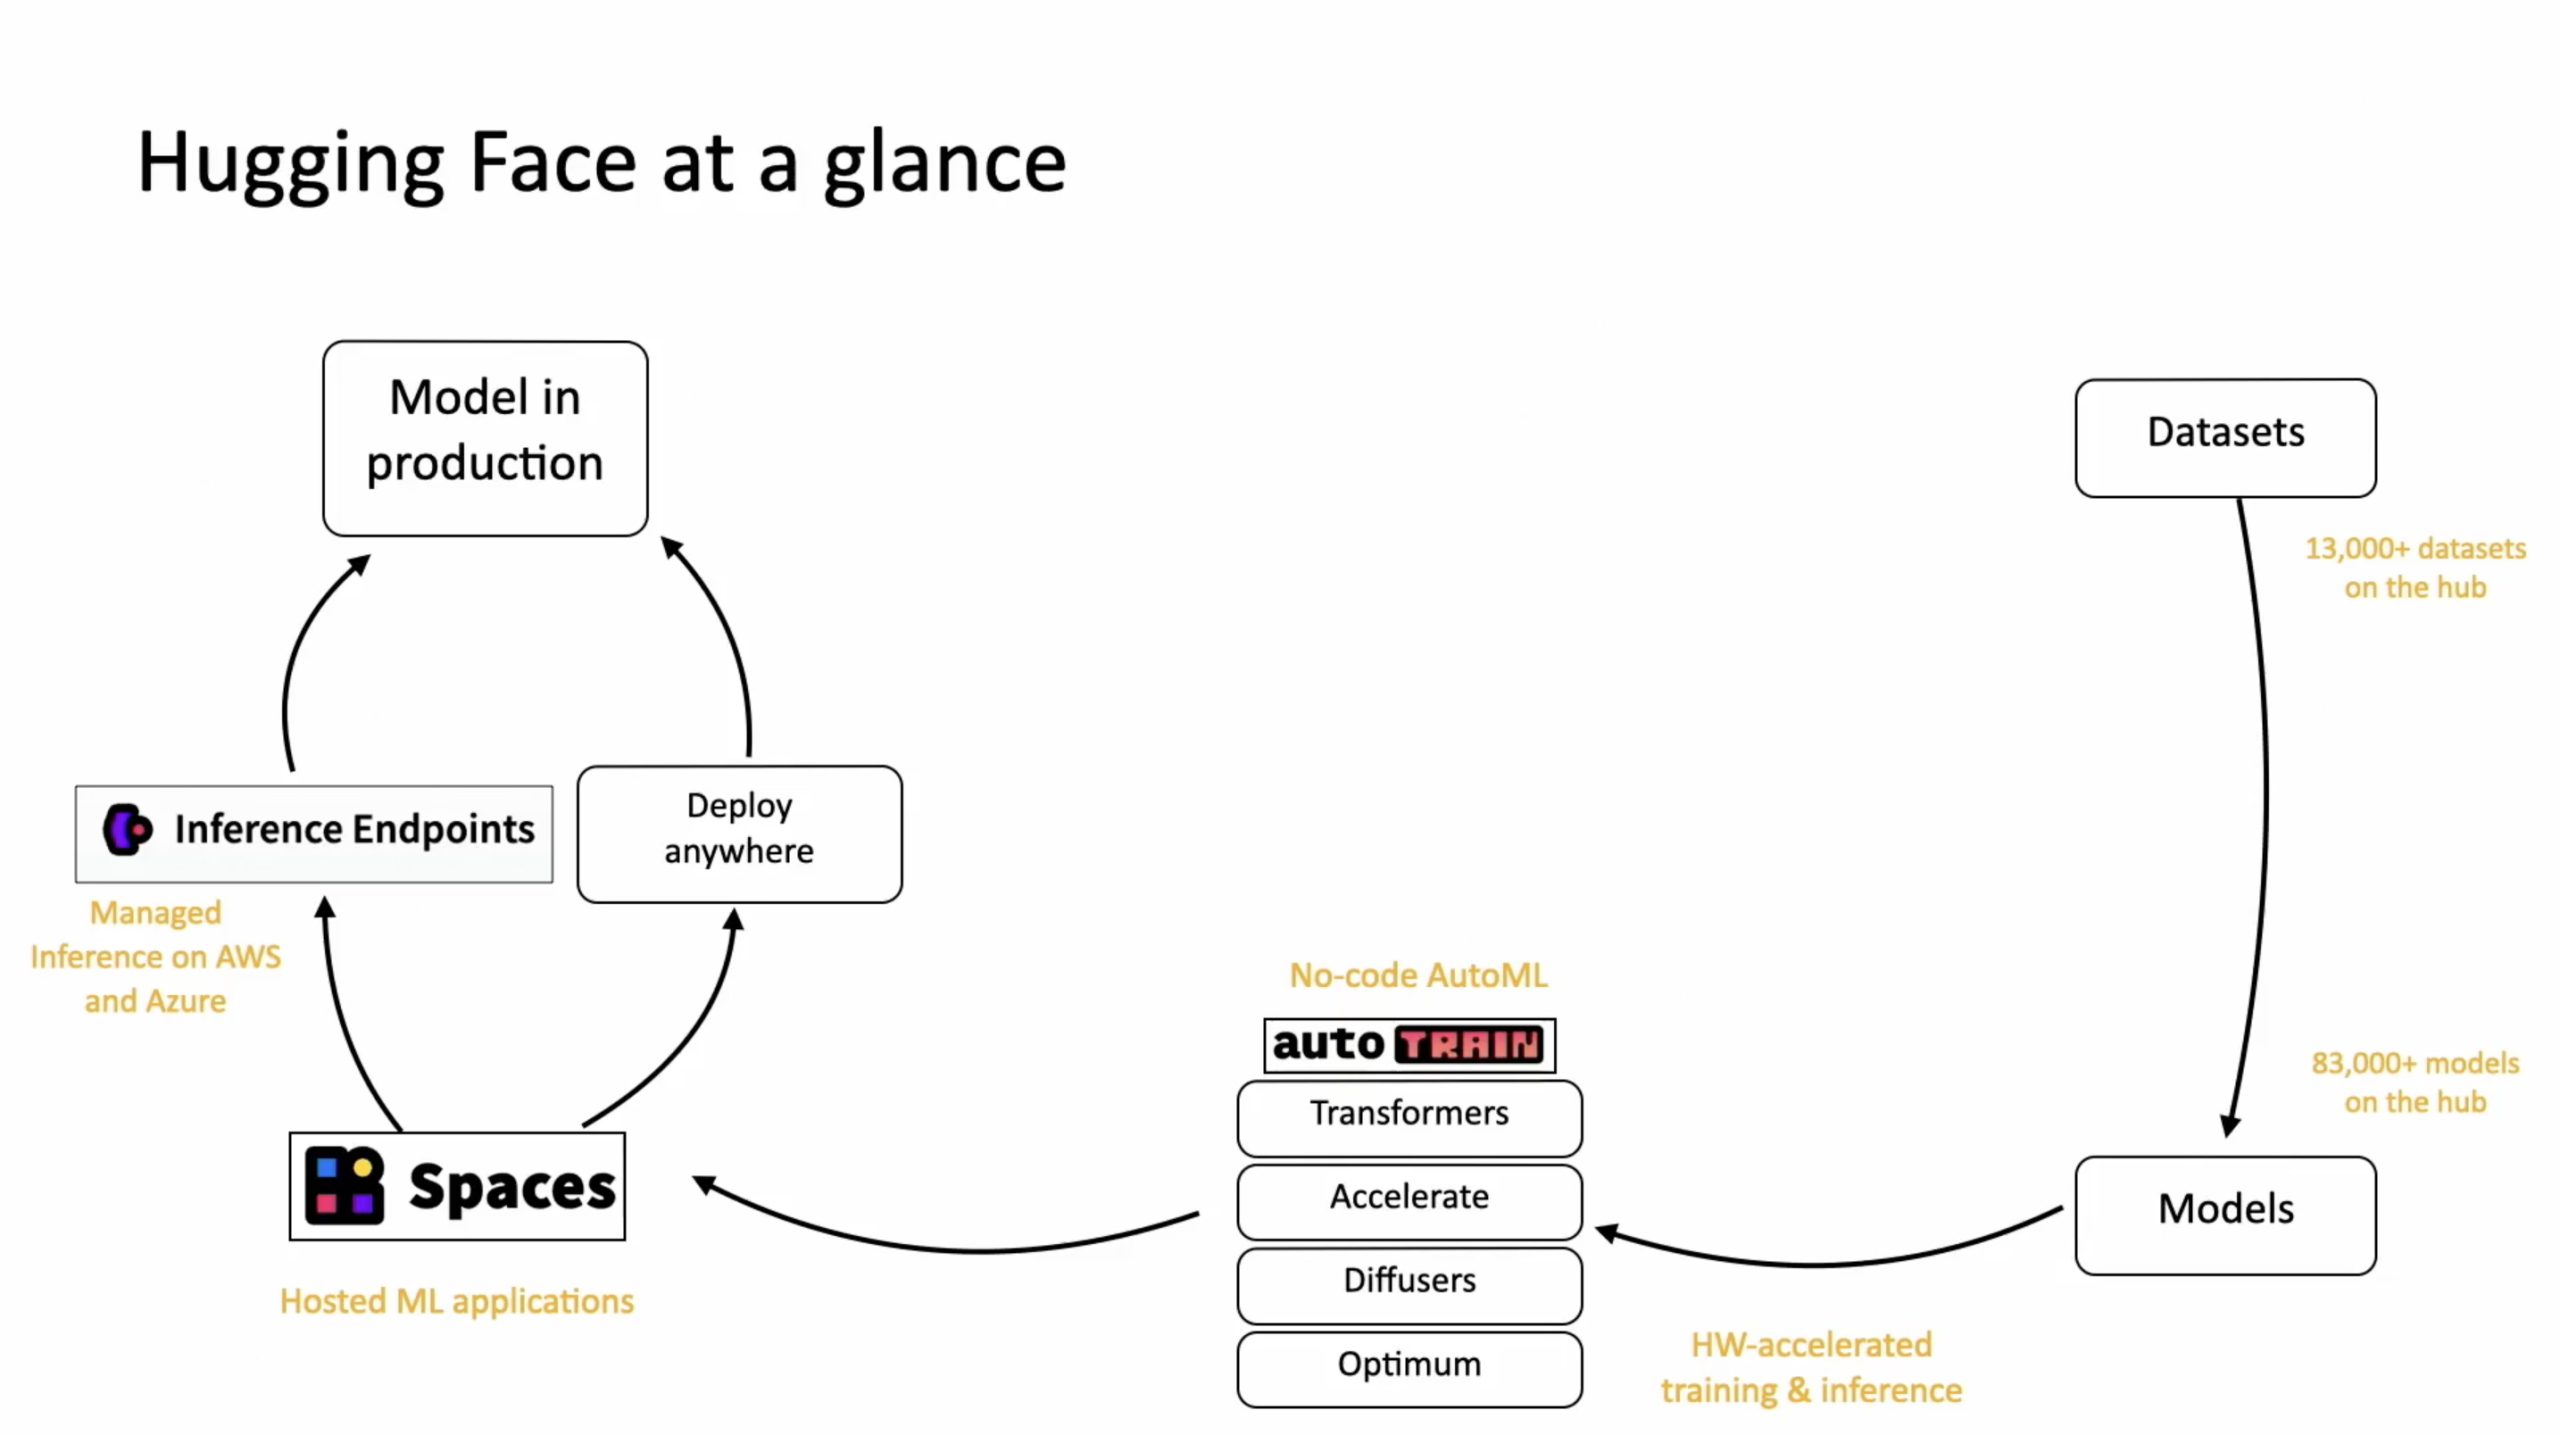 Hugging Face at a glance
Model in
production
Inference Endpoints
Managed
Inference on AWS
and Azure
Deploy
anywhere
Spaces
Hosted ML applications
No-code AutoML
auto TRAIN
Transformers
Accelerate
Diffusers
Optimum
HW-accelerated
training & inference
Datasets
13,000+ datasets
on the hub
83,000+ models
on the hub
Models